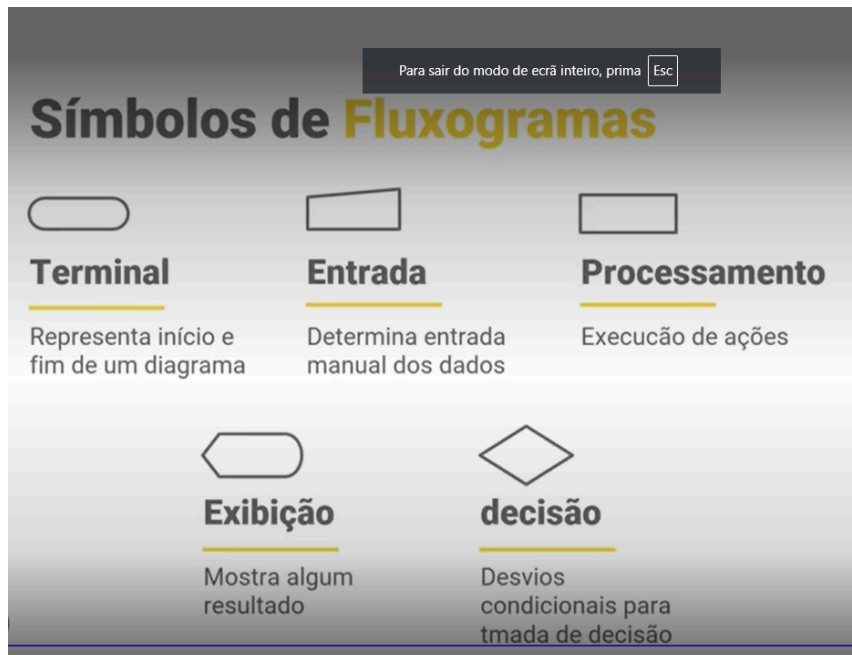 Para sair do modo de ecrã inteiro, prima Esc
Símbolos de Fluxogramas
Terminal
Representa início e
fim de um diagrama
Entrada
Determina entrada
manual dos dados
Processamento
Execucão de ações
Exibição
Mostra algum
resultado
decisão
Desvios
condicionais para
tmada de decisão